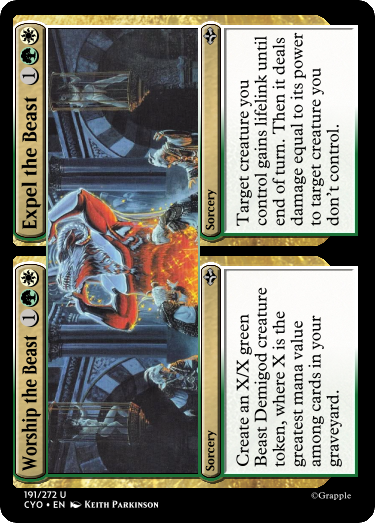 Expel the Beast 1
Sorcery
Target creature you
control gains lifelink until
end of turn. Then it deals
damage equal to its power
to target creature you
don't control.
Worship the Beast 1
Sorcery
Create an X/X green
Beast Demigod creature
token, where X is the
greatest mana value
among cards in your
graveyard.
191/272 U
CYO • EN Keith Parkinson
©Grapple